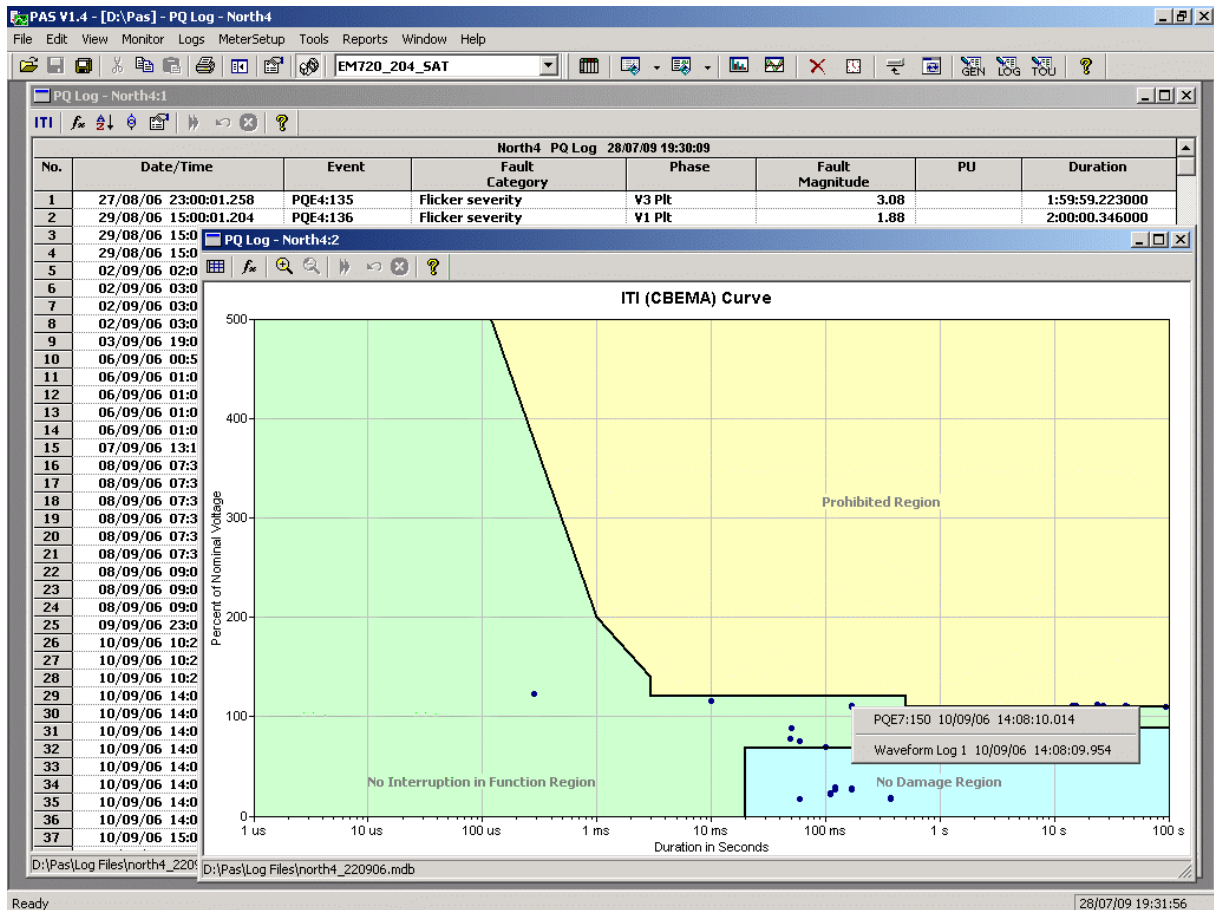 PAS V1.4 - [D:\Pas] - PQ Log - North4
File Edit View Monitor Logs MeterSetup Tools Reports Window Help
EM720_204_SAT
GEN LOG TOU
PQ Log - North4:1
ITI
North4 PQ Log 28/07/09 19:30:09
No. Date/Time Event Fault Category Phase Fault Magnitude PU Duration
1 27/08/06 23:00:01.258 PQE4:135 Flicker severity V3 Plt 3.08 1:59:59.223000
2 29/08/06 15:00:01.204 PQE4:136 Flicker severity V1 Plt 1.88 2:00:00.346000
3 29/08/06 15:0
4 29/08/06 15:0
5 02/09/06 02:0
6 02/09/06 03:0
7 02/09/06 03:0
8 02/09/06 03:0
9 03/09/06 19:0
10 06/09/06 00:5
11 06/09/06 01:0
12 06/09/06 01:0
13 06/09/06 01:0
14 06/09/06 01:0
15 07/09/06 13:1
16 08/09/06 07:3
17 08/09/06 07:3
18 08/09/06 07:3
19 08/09/06 07:3
20 08/09/06 07:3
21 08/09/06 07:3
22 08/09/06 09:0
23 08/09/06 09:0
24 08/09/06 09:0
25 09/09/06 23:0
26 10/09/06 10:2
27 10/09/06 10:2
28 10/09/06 10:2
29 10/09/06 14:0
30 10/09/06 14:0
31 10/09/06 14:0
32 10/09/06 14:0
33 10/09/06 14:0
34 10/09/06 14:0
35 10/09/06 14:0
36 10/09/06 14:0
37 10/09/06 15:0
D:\Pas\Log Files\north4_220
PQ Log - North4:2
ITI (CBEMA) Curve
Percent of Nominal Voltage
500
400
300
200
100
0
Prohibited Region
PQE7:150 10/09/06 14:08:10.014
Waveform Log 1 10/09/06 14:08:09.954
No Interruption in Function Region
No Damage Region
1 us 10 us 100 us 1 ms 10 ms 100 ms 1 s 10 s 100 s
Duration in Seconds
D:\Pas\Log Files\north4_220906.mdb
Ready
28/07/09 19:31:56